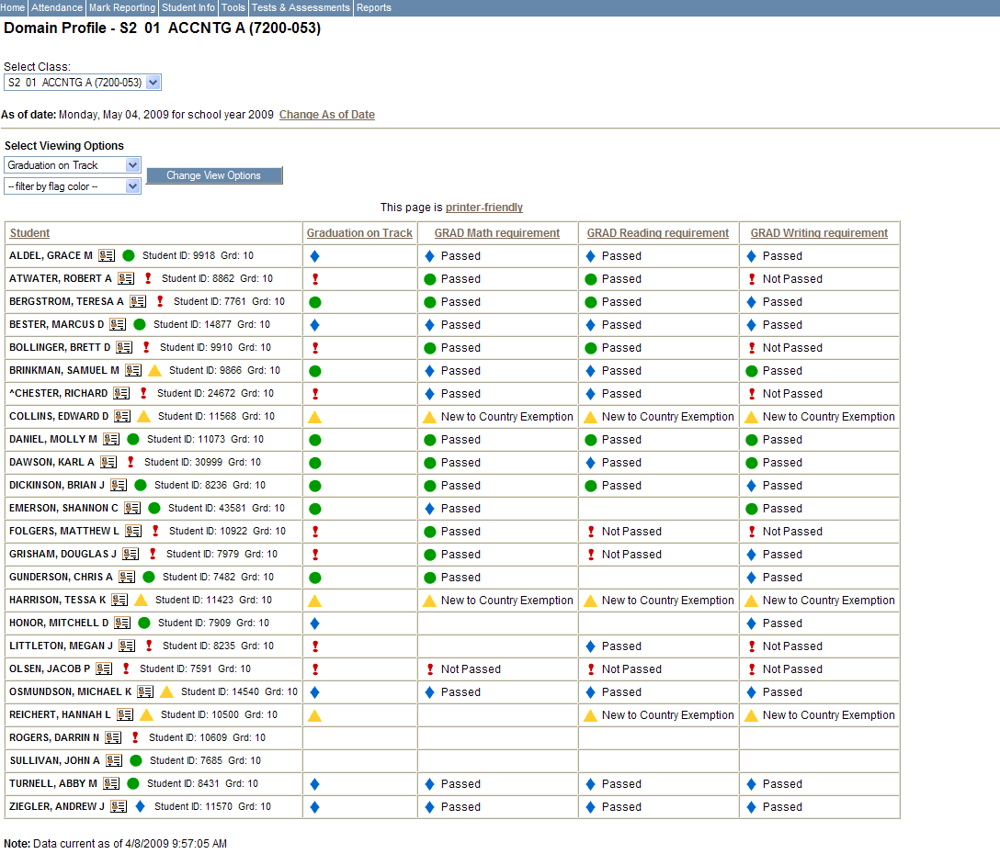 Home Attendance Mark Reporting Student Info Tools Tests & Assessments Reports
Domain Profile - S2 01 ACCNTG A (7200-053)
Select Class:
S2 01 ACCNTG A (7200-053)
As of date: Monday, May 04, 2009 for school year 2009 Change As of Date
Select Viewing Options
Graduation on Track
-- filter by flag color --
Change View Options
This page is printer-friendly
Student Graduation on Track GRAD Math requirement GRAD Reading requirement GRAD Writing requirement
ALDEL, GRACE M Student ID: 9918 Grd: 10 Passed Passed Passed
ATWATER, ROBERT A Student ID: 8862 Grd: 10 Passed Passed Not Passed
BERGSTROM, TERESA A Student ID: 7761 Grd: 10 Passed Passed Passed
BESTER, MARCUS D Student ID: 14877 Grd: 10 Passed Passed Passed
BOLLINGER, BRETT D Student ID: 9910 Grd: 10 Passed Passed Not Passed
BRINKMAN, SAMUEL M Student ID: 9866 Grd: 10 Passed Passed Passed
^CHESTER, RICHARD Student ID: 24672 Grd: 10 Passed Passed Not Passed
COLLINS, EDWARD D Student ID: 11568 Grd: 10 New to Country Exemption New to Country Exemption New to Country Exemption
DANIEL, MOLLY M Student ID: 11073 Grd: 10 Passed Passed Passed
DAWSON, KARL A Student ID: 30999 Grd: 10 Passed Passed Passed
DICKINSON, BRIAN J Student ID: 8236 Grd: 10 Passed Passed Passed
EMERSON, SHANNON C Student ID: 43581 Grd: 10 Passed Passed
FOLGERS, MATTHEW L Student ID: 10922 Grd: 10 Passed Not Passed Not Passed
GRISHAM, DOUGLAS J Student ID: 7979 Grd: 10 Passed Not Passed Passed
GUNDERSON, CHRIS A Student ID: 7482 Grd: 10 Passed Passed
HARRISON, TESSA K Student ID: 11423 Grd: 10 New to Country Exemption New to Country Exemption New to Country Exemption
HONOR, MITCHELL D Student ID: 7909 Grd: 10 Passed
LITTLETON, MEGAN J Student ID: 8235 Grd: 10 Passed Not Passed
OLSEN, JACOB P Student ID: 7591 Grd: 10 Not Passed Not Passed Not Passed
OSMUNDSON, MICHAEL K Student ID: 14540 Grd: 10 Passed Passed Passed
REICHERT, HANNAH L Student ID: 10500 Grd: 10 New to Country Exemption New to Country Exemption
ROGERS, DARRIN N Student ID: 10609 Grd: 10
SULLIVAN, JOHN A Student ID: 7685 Grd: 10
TURNELL, ABBY M Student ID: 8431 Grd: 10 Passed Passed Passed
ZIEGLER, ANDREW J Student ID: 11570 Grd: 10 Passed Passed Passed
Note: Data current as of 4/8/2009 9:57:05 AM